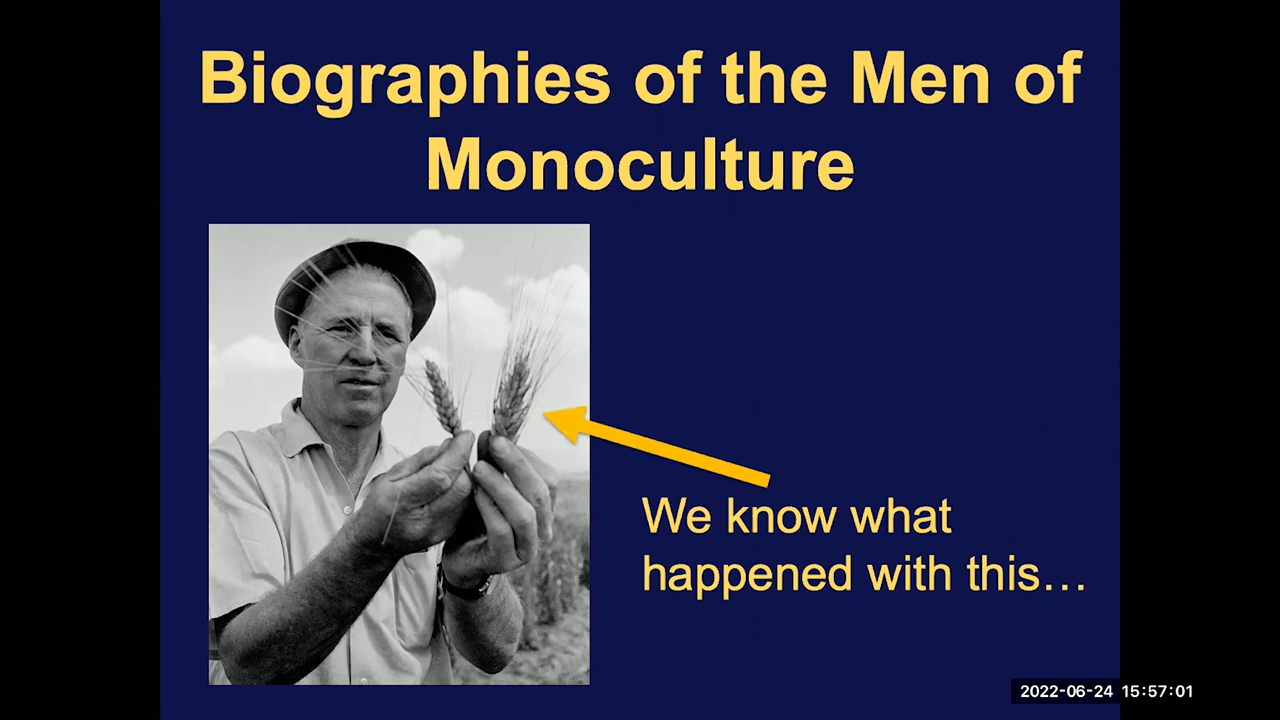 Biographies of the Men of
Monoculture
We know what
happened with this…
2022-06-24 15:57:01